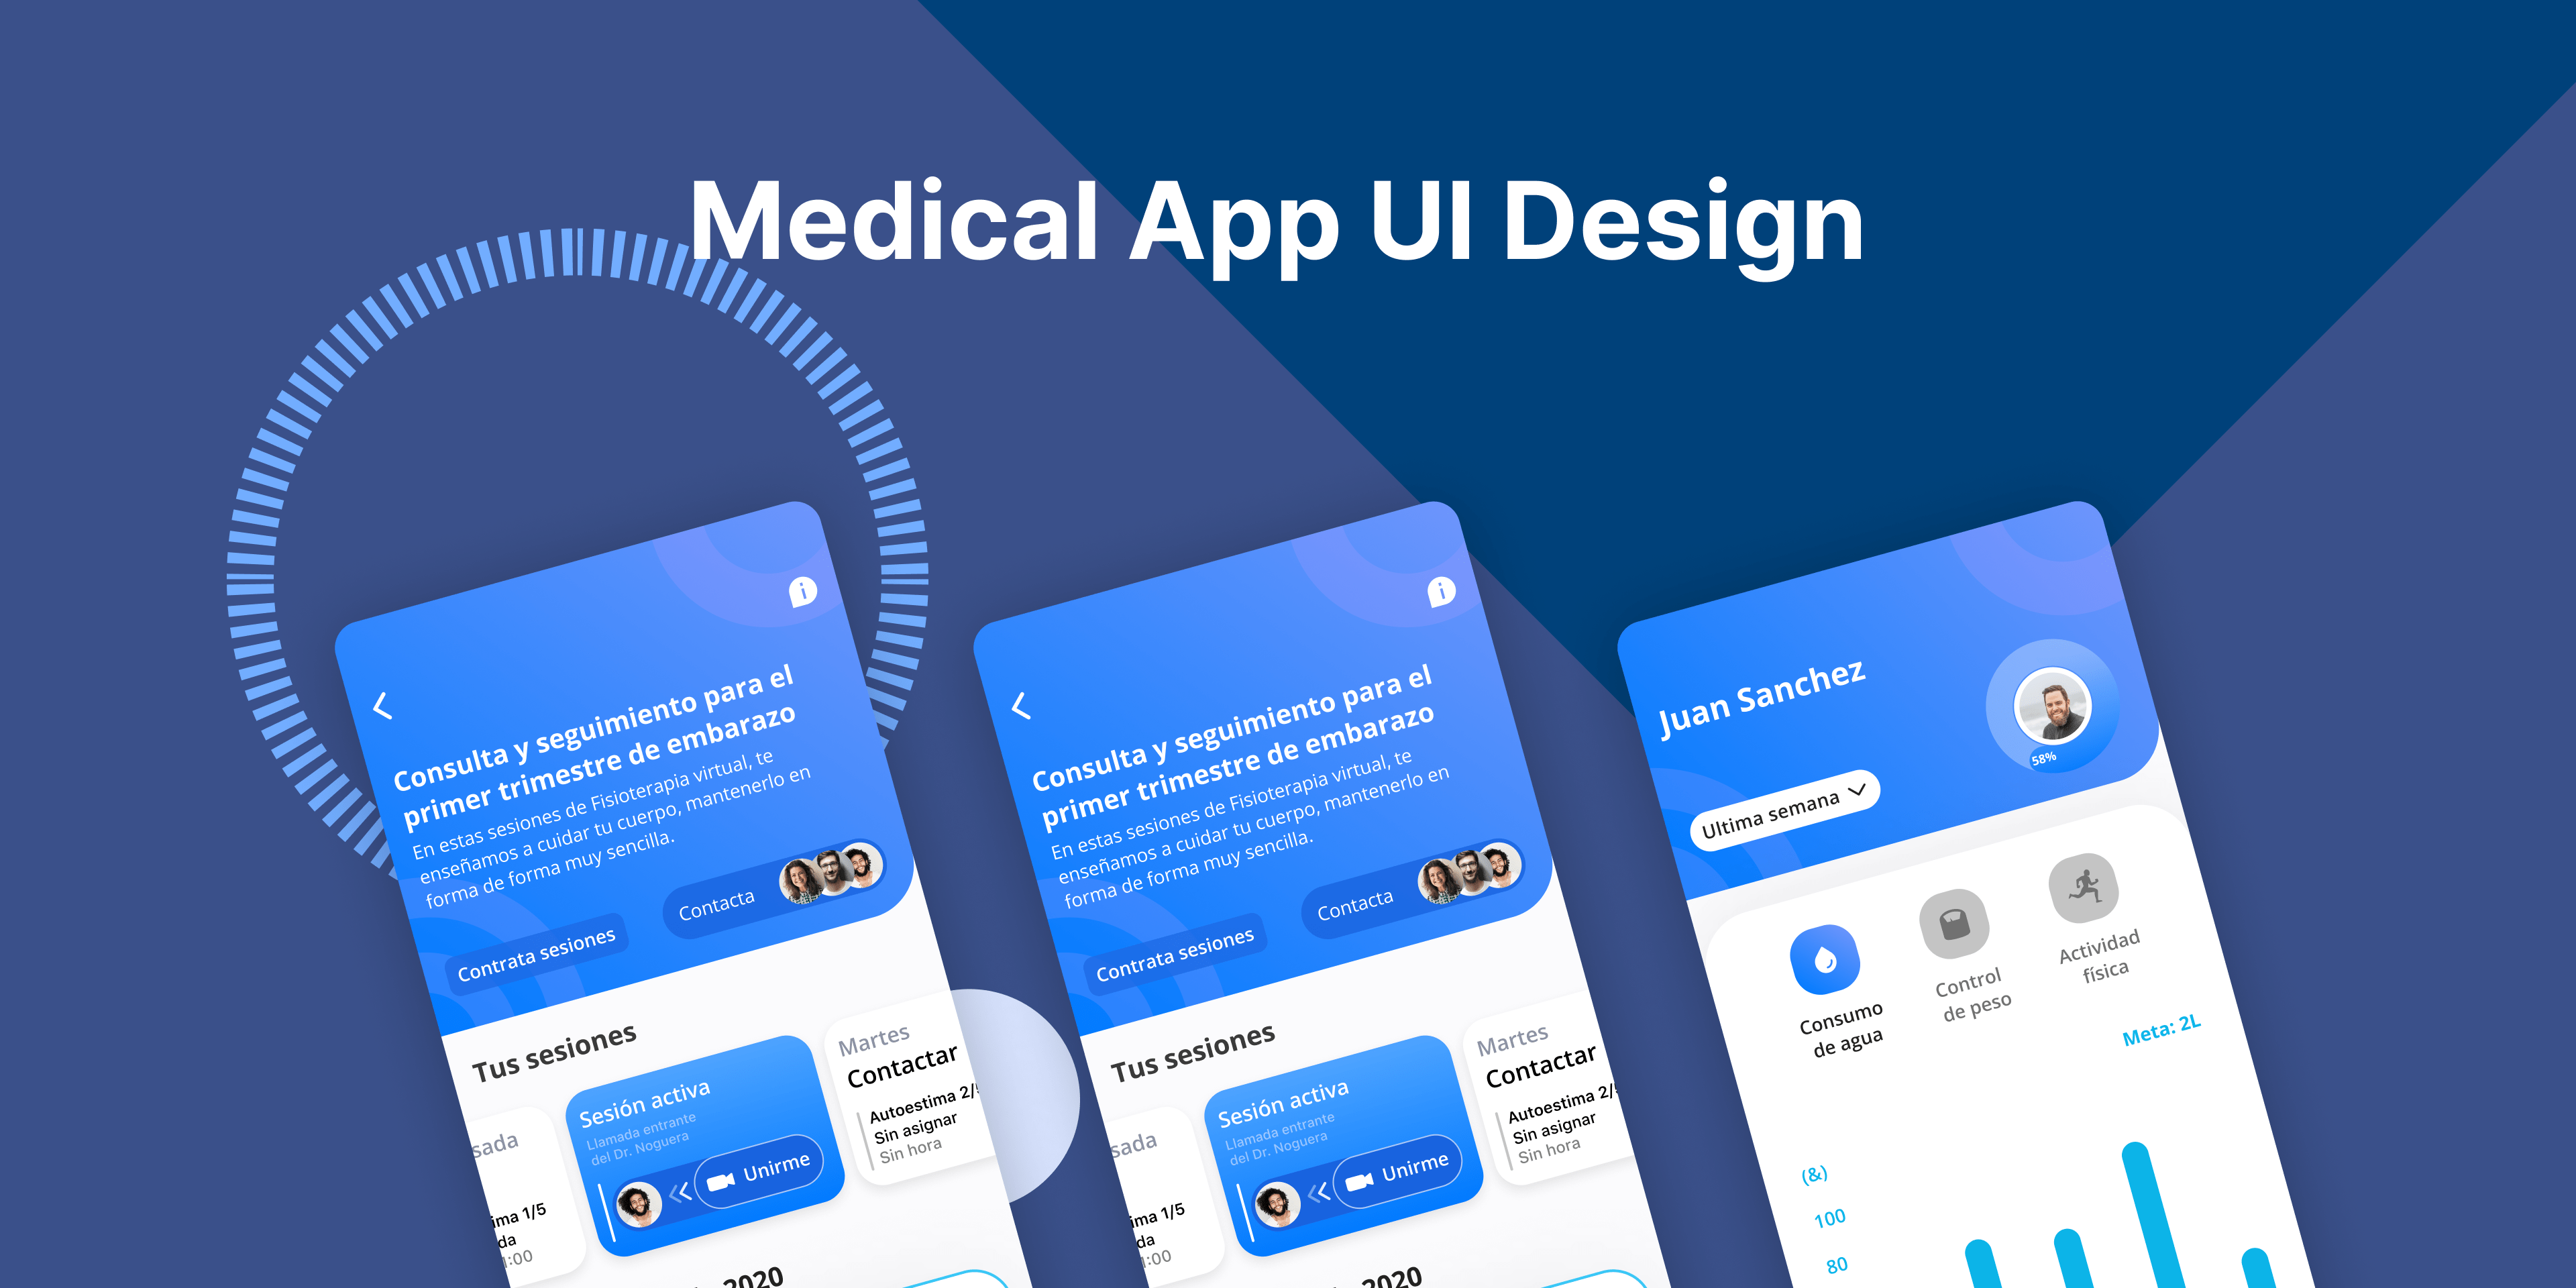 Medical App UI Design
Consulta y seguimiento para el
primer trimestre de embarazo
En estas sesiones de Fisioterapia virtual, te
enseñamos a cuidar tu cuerpo, mantenerlo en
forma de forma muy sencilla.
Contrata sesiones
Contacta
Tus sesiones
sada
ima 1/5
da
1:00
Sesión activa
Llamada entrante
del Dr. Noguera
Unirme
Martes
Contactar
Autoestima 2/5
Sin asignar
Sin hora
2020
Consulta y seguimiento para el
primer trimestre de embarazo
En estas sesiones de Fisioterapia virtual, te
enseñamos a cuidar tu cuerpo, mantenerlo en
forma de forma muy sencilla.
Contrata sesiones
Contacta
Tus sesiones
sada
ima 1/5
da
1:00
Sesión activa
Llamada entrante
del Dr. Noguera
Unirme
Martes
Contactar
Autoestima 2/5
Sin asignar
Sin hora
2020
Juan Sanchez
58%
Ultima semana
Consumo
de agua
Control
de peso
Actividad
física
Meta: 2L
(&)
100
80